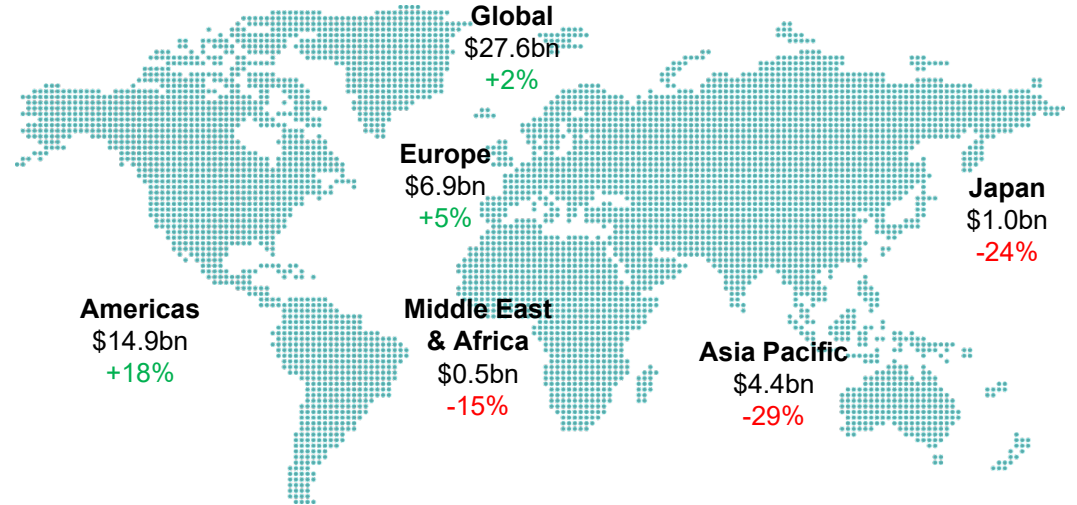 Global
$27.6bn
+2%
Europe
$6.9bn
+5%
Japan
$1.0bn
-24%
Americas
$14.9bn
+18%
Middle East
& Africa
$0.5bn
-15%
Asia Pacific
$4.4bn
-29%